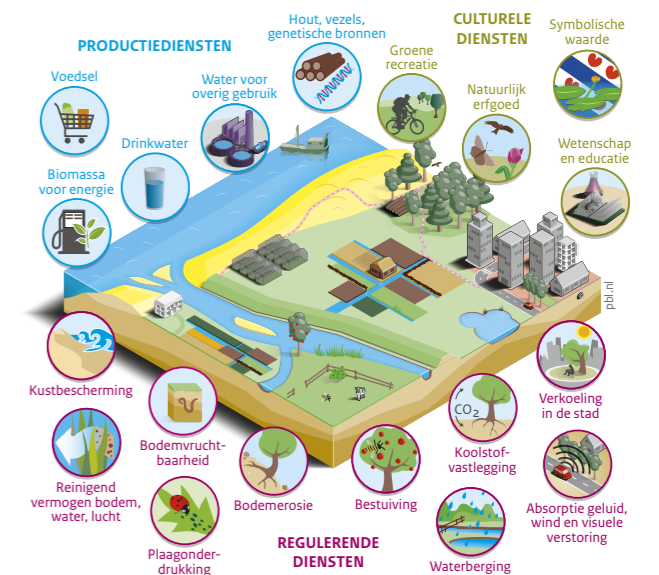 PRODUCTIEDIENSTEN
Voedsel
Biomassa
voor energie
Drinkwater
Water voor
overig gebruik
Hout, vezels,
genetische bronnen
CULTURELE
DIENSTEN
Groene
recreatie
Natuurlijk
erfgoed
Symbolische
waarde
Wetenschap
en educatie
pbl.nl
Kustbescherming
Reinigend
vermogen bodem,
water, lucht
Bodemvrucht-
baarheid
Plaagonder-
drukking
Bodemerosie
Bestuiving
REGULERENDE
DIENSTEN
CO2
Koolstof-
vastlegging
Waterberging
Verkoeling
in de stad
Absorptie geluid,
wind en visuele
verstoring